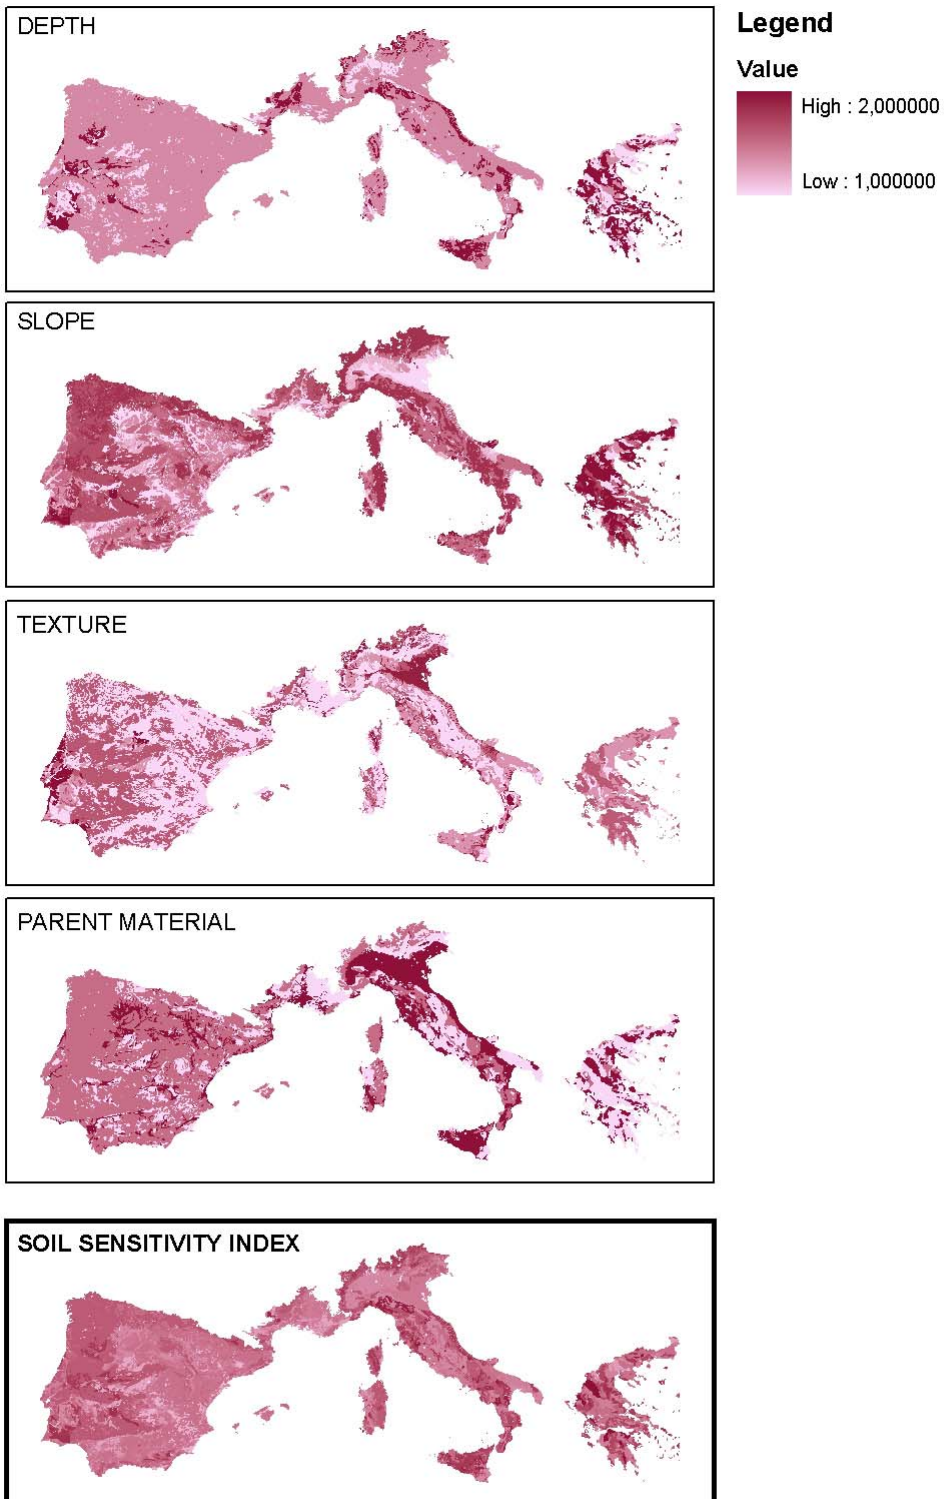 DEPTH
Legend
Value
High : 2,000000
Low : 1,000000
SLOPE
TEXTURE
PARENT MATERIAL
SOIL SENSITIVITY INDEX